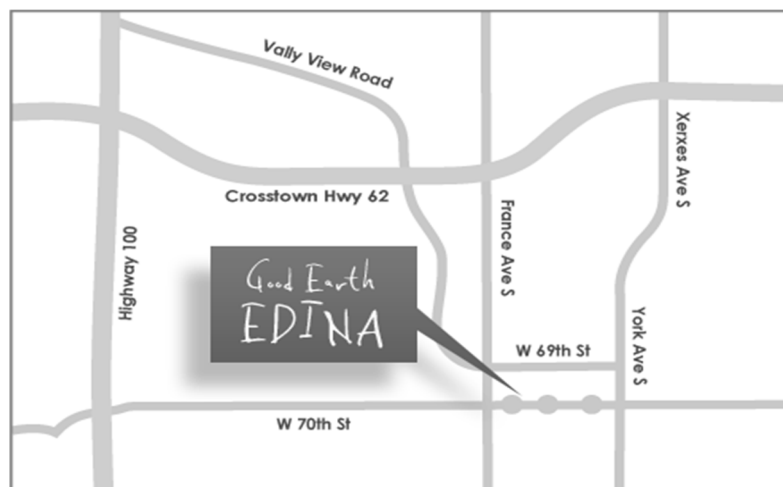 Vally View Road
Xerxes Ave S
Crosstown Hwy 62
France Ave S
Highway 100
Good Earth
EDINA
York Ave S
W 69th St
W 70th St